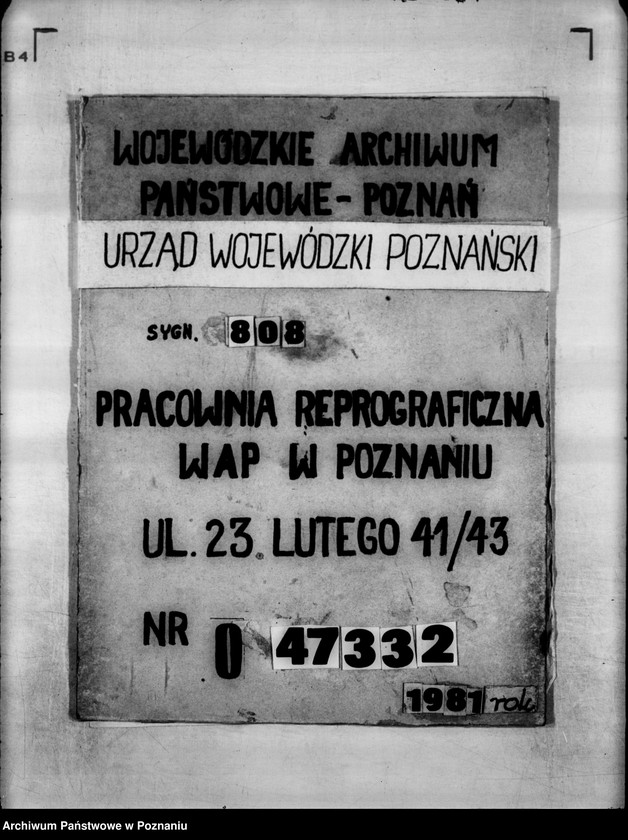 B4
WOJEWÓDZKIE ARCHIWUM
PAŃSTWOWE - POZNAŃ
URZĄD WOJEWÓDZKI POZNAŃSKI
SYGN. 808
PRACOWNIA REPROGRAFICZNA
WAP W POZNANIU
UL. 23. LUTEGO 41/43
NR 0 47332
1981 rok
Archiwum Państwowe w Poznaniu